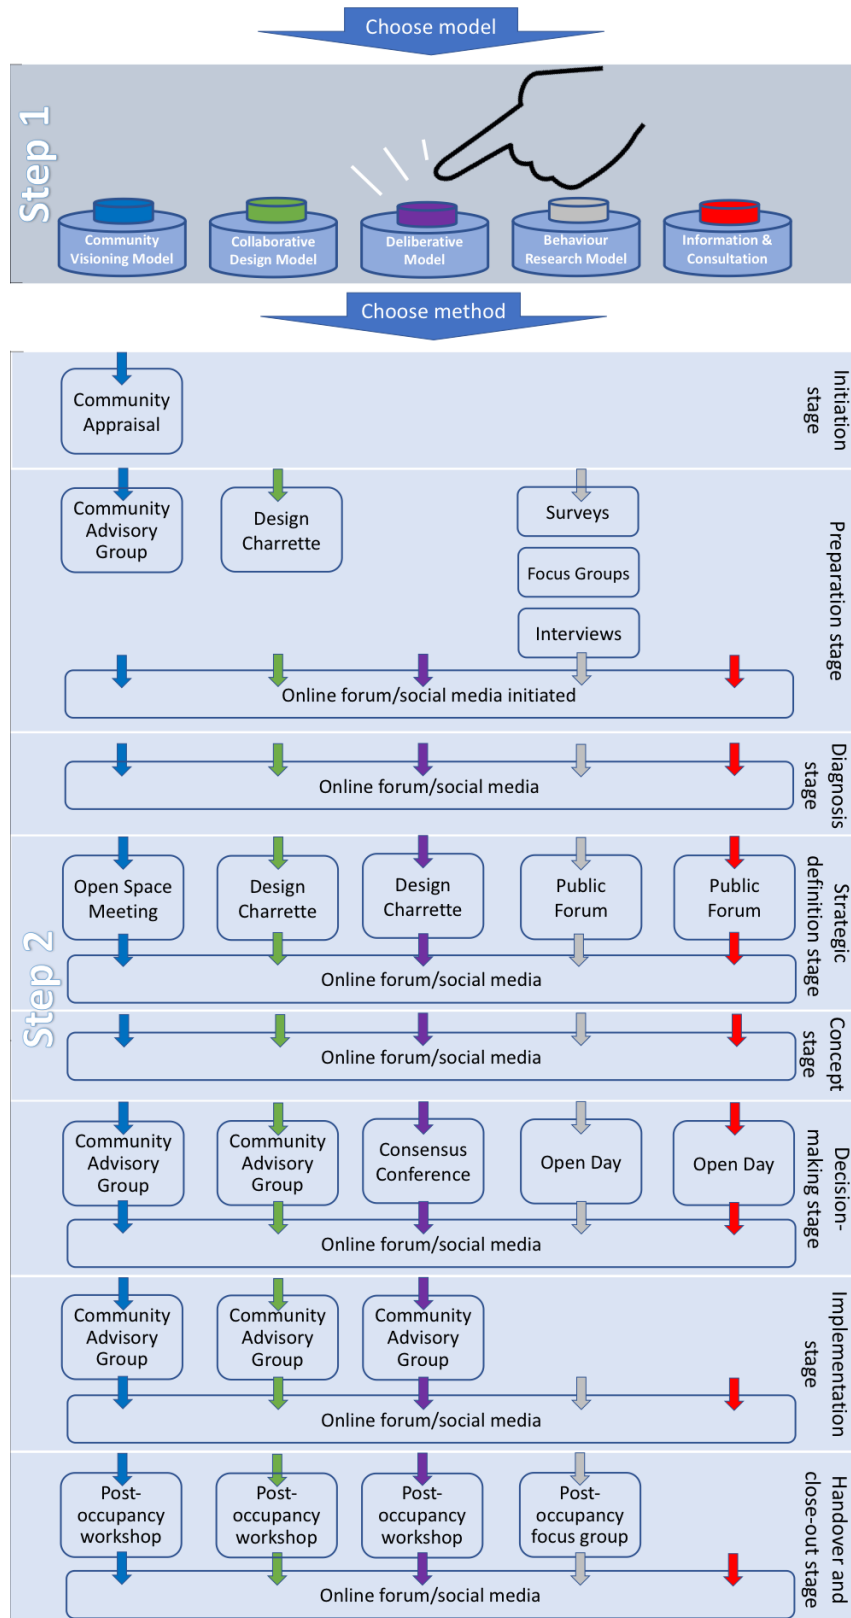 Choose model
Step 1
Community
Visioning Model
Collaborative
Design Model
Deliberative
Model
Behaviour
Research Model
Information &
Consultation
Choose method
Step 2
Initiation
stage
Community
Appraisal
Preparation stage
Community
Advisory
Group
Design
Charrette
Surveys
Focus Groups
Interviews
Online forum/social media initiated
Diagnosis
stage
Online forum/social media
Strategic
definition stage
Open Space
Meeting
Design
Charrette
Design
Charrette
Public
Forum
Public
Forum
Online forum/social media
Concept
stage
Online forum/social media
Decision-
making stage
Community
Advisory
Group
Community
Advisory
Group
Consensus
Conference
Open Day
Open Day
Online forum/social media
Implementation
stage
Community
Advisory
Group
Community
Advisory
Group
Community
Advisory
Group
Online forum/social media
Handover and
close-out stage
Post-
occupancy
workshop
Post-
occupancy
workshop
Post-
occupancy
workshop
Post-
occupancy
focus group
Online forum/social media